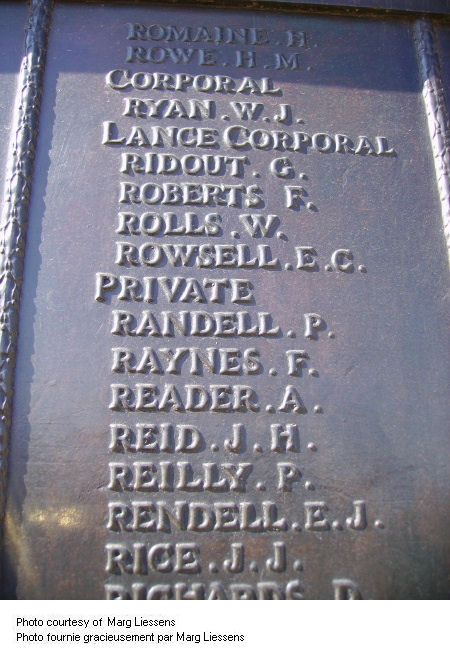 ROMAINE. H.
ROWE. H. M.
CORPORAL
RYAN. W. J.
LANCE CORPORAL
RIDOUT. G.
ROBERTS F.
ROLLS. W.
ROWSELL. E. G.
PRIVATE
RANDELL. P.
RAYNES. F.
READER. A.
REID. J. H.
REILLY. P.
RENDELL. E. J.
RICE. J. J.
RICHARDS. D.
Photo courtesy of Marg Liessens
Photo fournie gracieusement par Marg Liessens